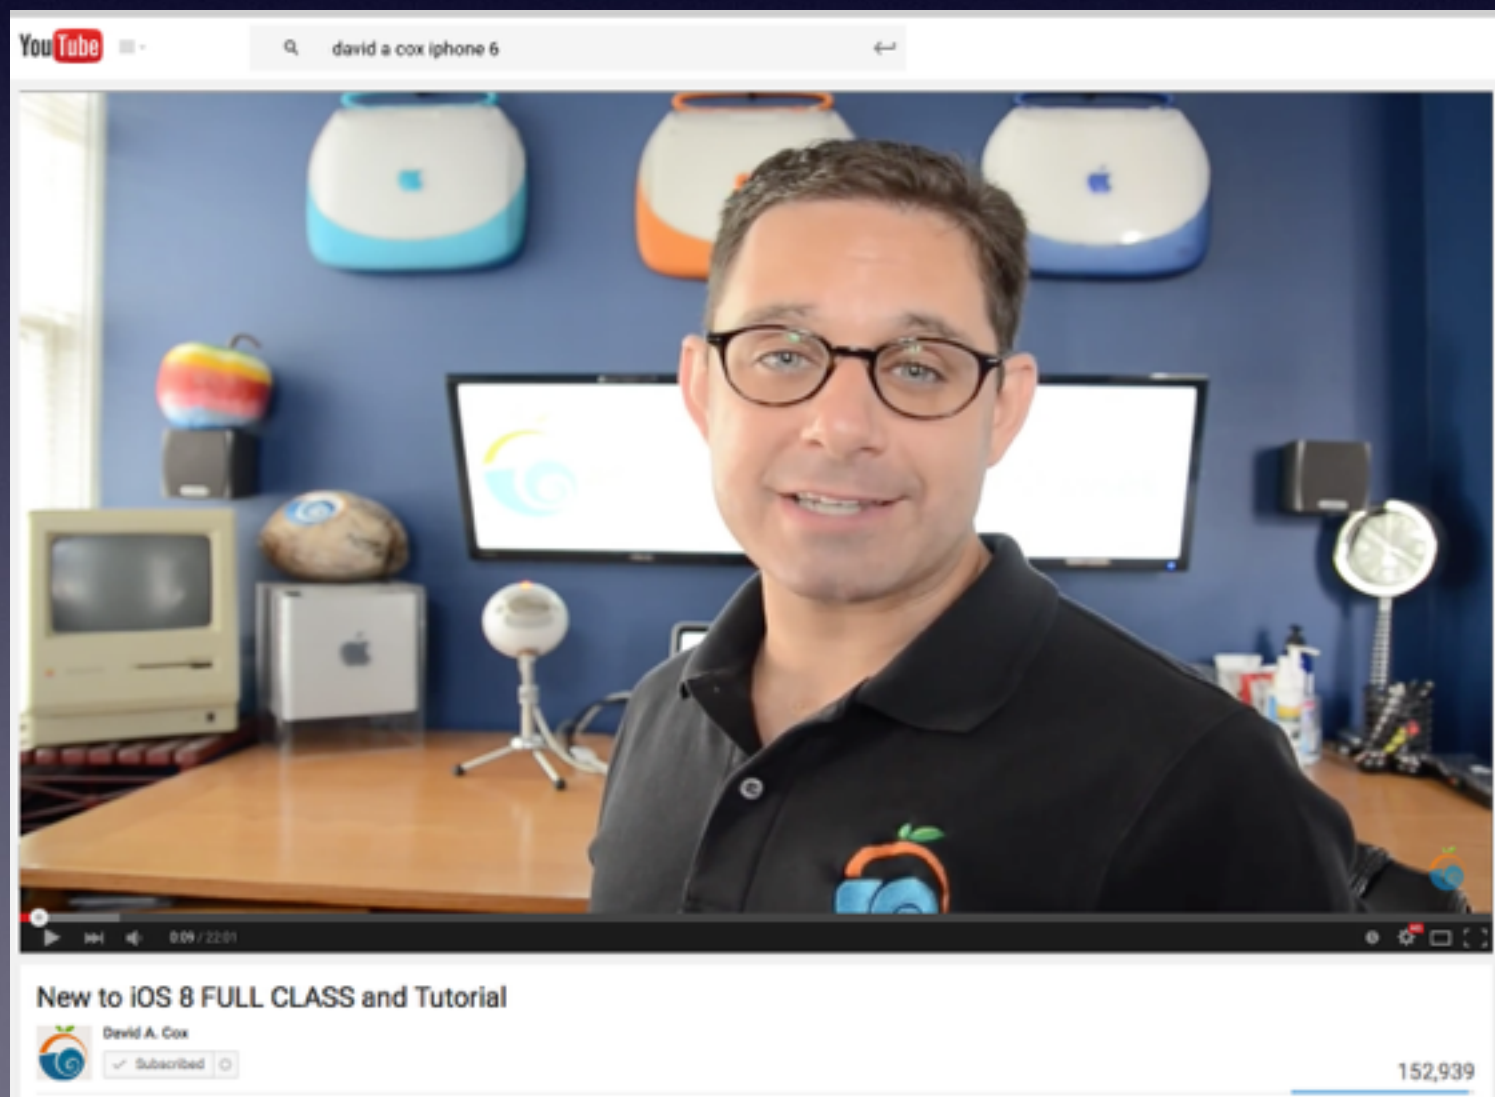 YouTube
david a cox iphone 6
0:09 / 22:01
New to iOS 8 FULL CLASS and Tutorial
David A. Cox
Subscribed
152,939